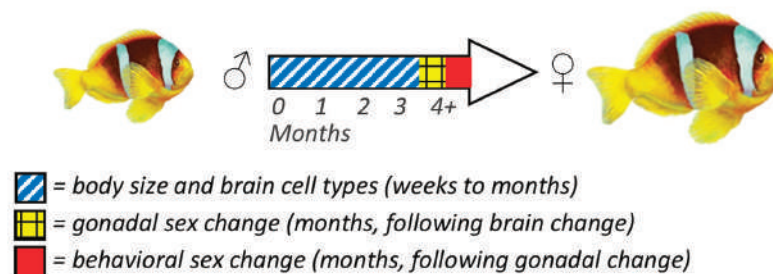 ♂ ♀
0 1 2 3 4+
Months
= body size and brain cell types (weeks to months)
= gonadal sex change (months, following brain change)
= behavioral sex change (months, following gonadal change)